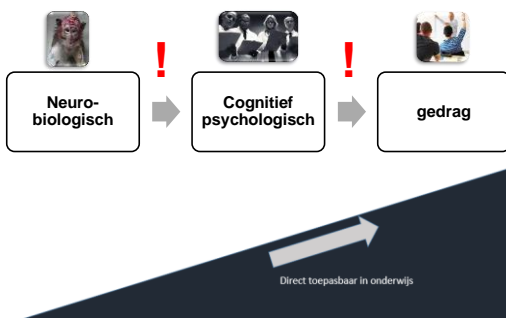 ! !
Neuro-
biologisch
Cognitief
psychologisch
gedrag
Direct toepasbaar in onderwijs